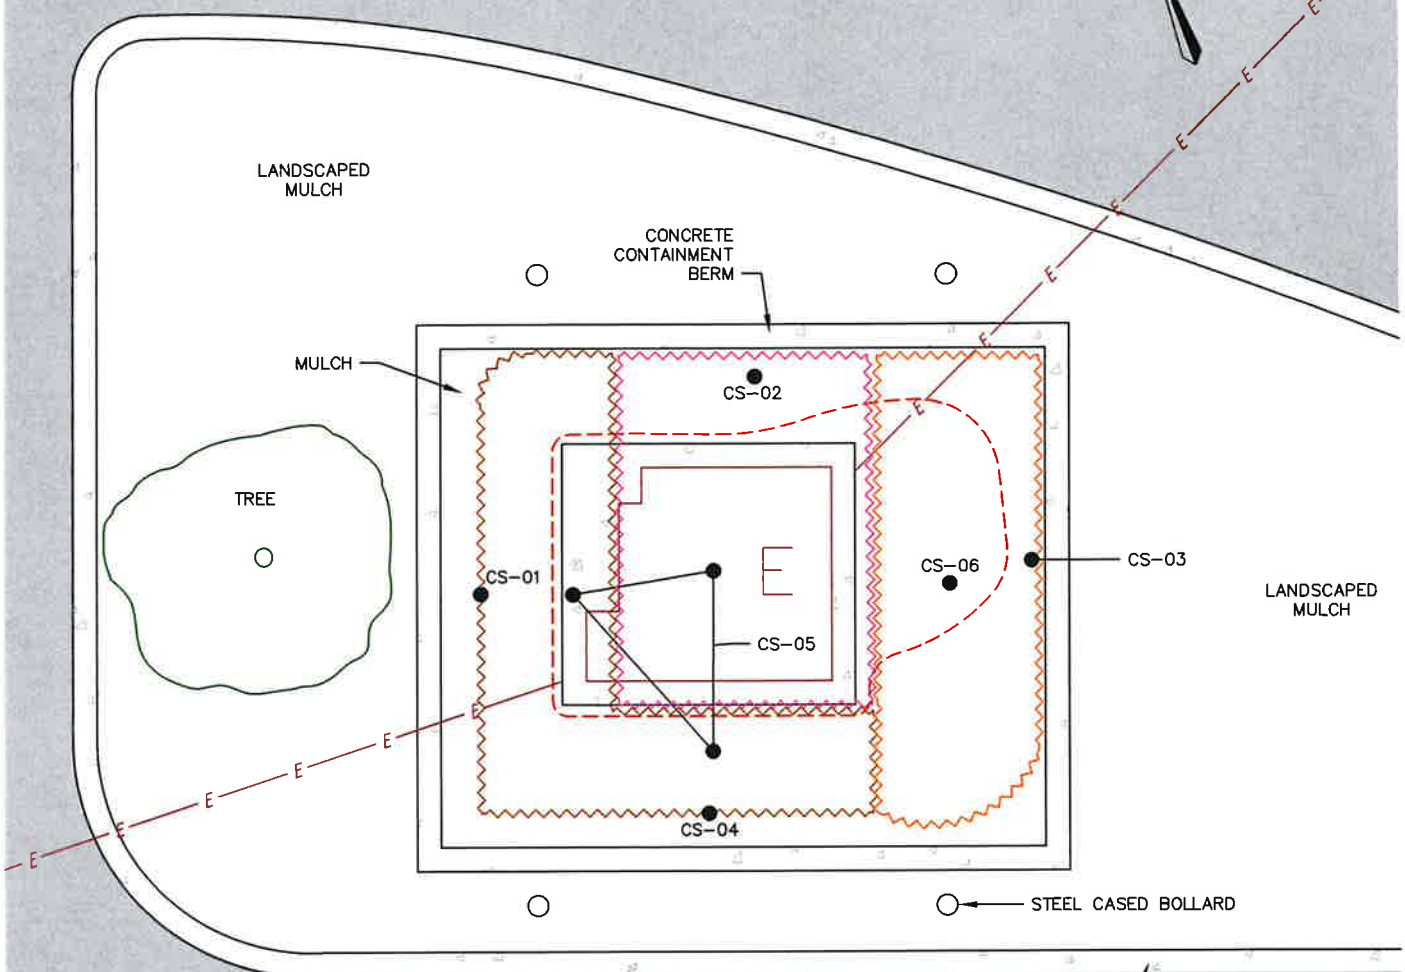 E
E
E
LANDSCAPED
MULCH
E
CONCRETE
CONTAINMENT
BERM
E
E
MULCH
CS-02
E
TREE
E
CS-01
CS-06
CS-03
LANDSCAPED
MULCH
CS-05
E
E
E
E
E
E
CS-04
STEEL CASED BOLLARD